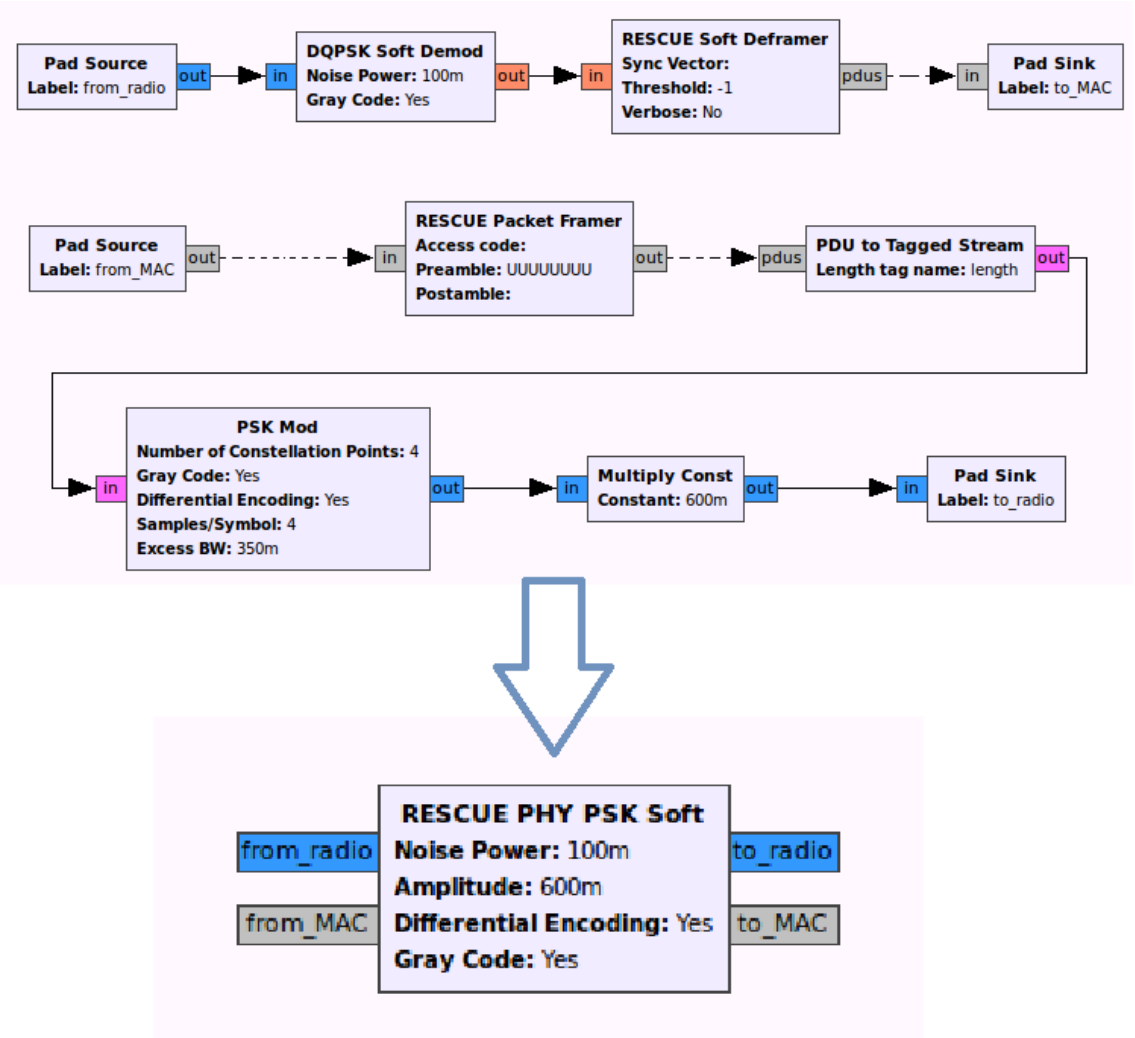 Pad Source
Label: from_radio
out
in
DQPSK Soft Demod
Noise Power: 100m
Gray Code: Yes
out
in
RESCUE Soft Deframer
Sync Vector:
Threshold: -1
Verbose: No
pdus
in
Pad Sink
Label: to_MAC
Pad Source
Label: from_MAC
out
in
RESCUE Packet Framer
Access code:
Preamble: UUUUUUUU
Postamble:
out
pdus
PDU to Tagged Stream
Length tag name: length
out
in
PSK Mod
Number of Constellation Points: 4
Gray Code: Yes
Differential Encoding: Yes
Samples/Symbol: 4
Excess BW: 350m
out
in
Multiply Const
Constant: 600m
out
in
Pad Sink
Label: to_radio
from_radio
from_MAC
RESCUE PHY PSK Soft
Noise Power: 100m
Amplitude: 600m
Differential Encoding: Yes
Gray Code: Yes
to_radio
to_MAC